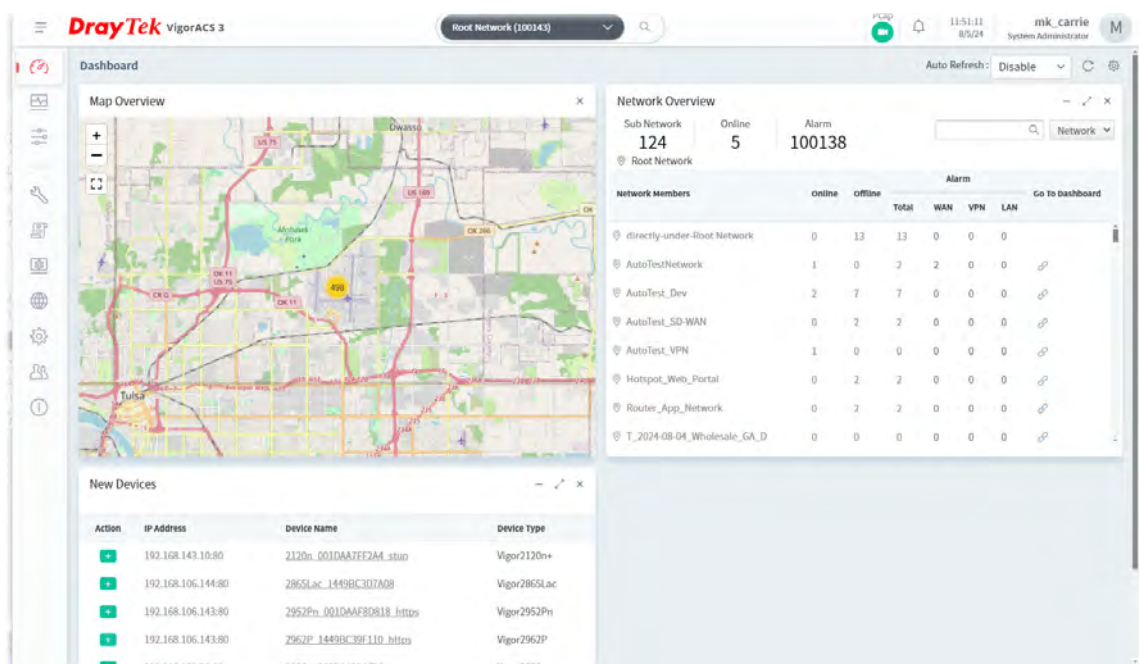 DrayTek VigorACS 3
Root Network (100143)
11:51:11
8/5/24
mk_carrie
System Administrator
M
Dashboard
Auto Refresh :
Disable
Map Overview
+
−
Owasso
US 75
US 169
OK 266
Mohawk
Park
OK 11
US 75
498
OK 11
Tulsa
Network Overview
Sub Network
Online
Alarm
124
5
100138
Network
Root Network
Network Members
Online
Offline
Alarm
Total
WAN
VPN
LAN
Go To Dashboard
directly-under-Root Network 0 13 13 0 0 0
AutoTestNetwork 1 0 2 2 0 0
AutoTest_Dev 2 7 7 0 0 0
AutoTest_SD-WAN 0 2 2 0 0 0
AutoTest_VPN 1 0 0 0 0 0
Hotspot_Web_Portal 0 2 2 0 0 0
Router_App_Network 0 2 2 0 0 0
T_2024-08-04_Wholesale_GA_D 0 0 0 0 0 0
New Devices
Action IP Address Device Name Device Type
192.168.143.10:80 2120n_001DAA7FF2A4_stun Vigor2120n+
192.168.106.144:80 2865Lac_1449BC3D7A08 Vigor2865Lac
192.168.106.143:80 2952Pn_001DAAF8D818_https Vigor2952Pn
192.168.106.143:80 2962P_1449BC39F110_https Vigor2962P